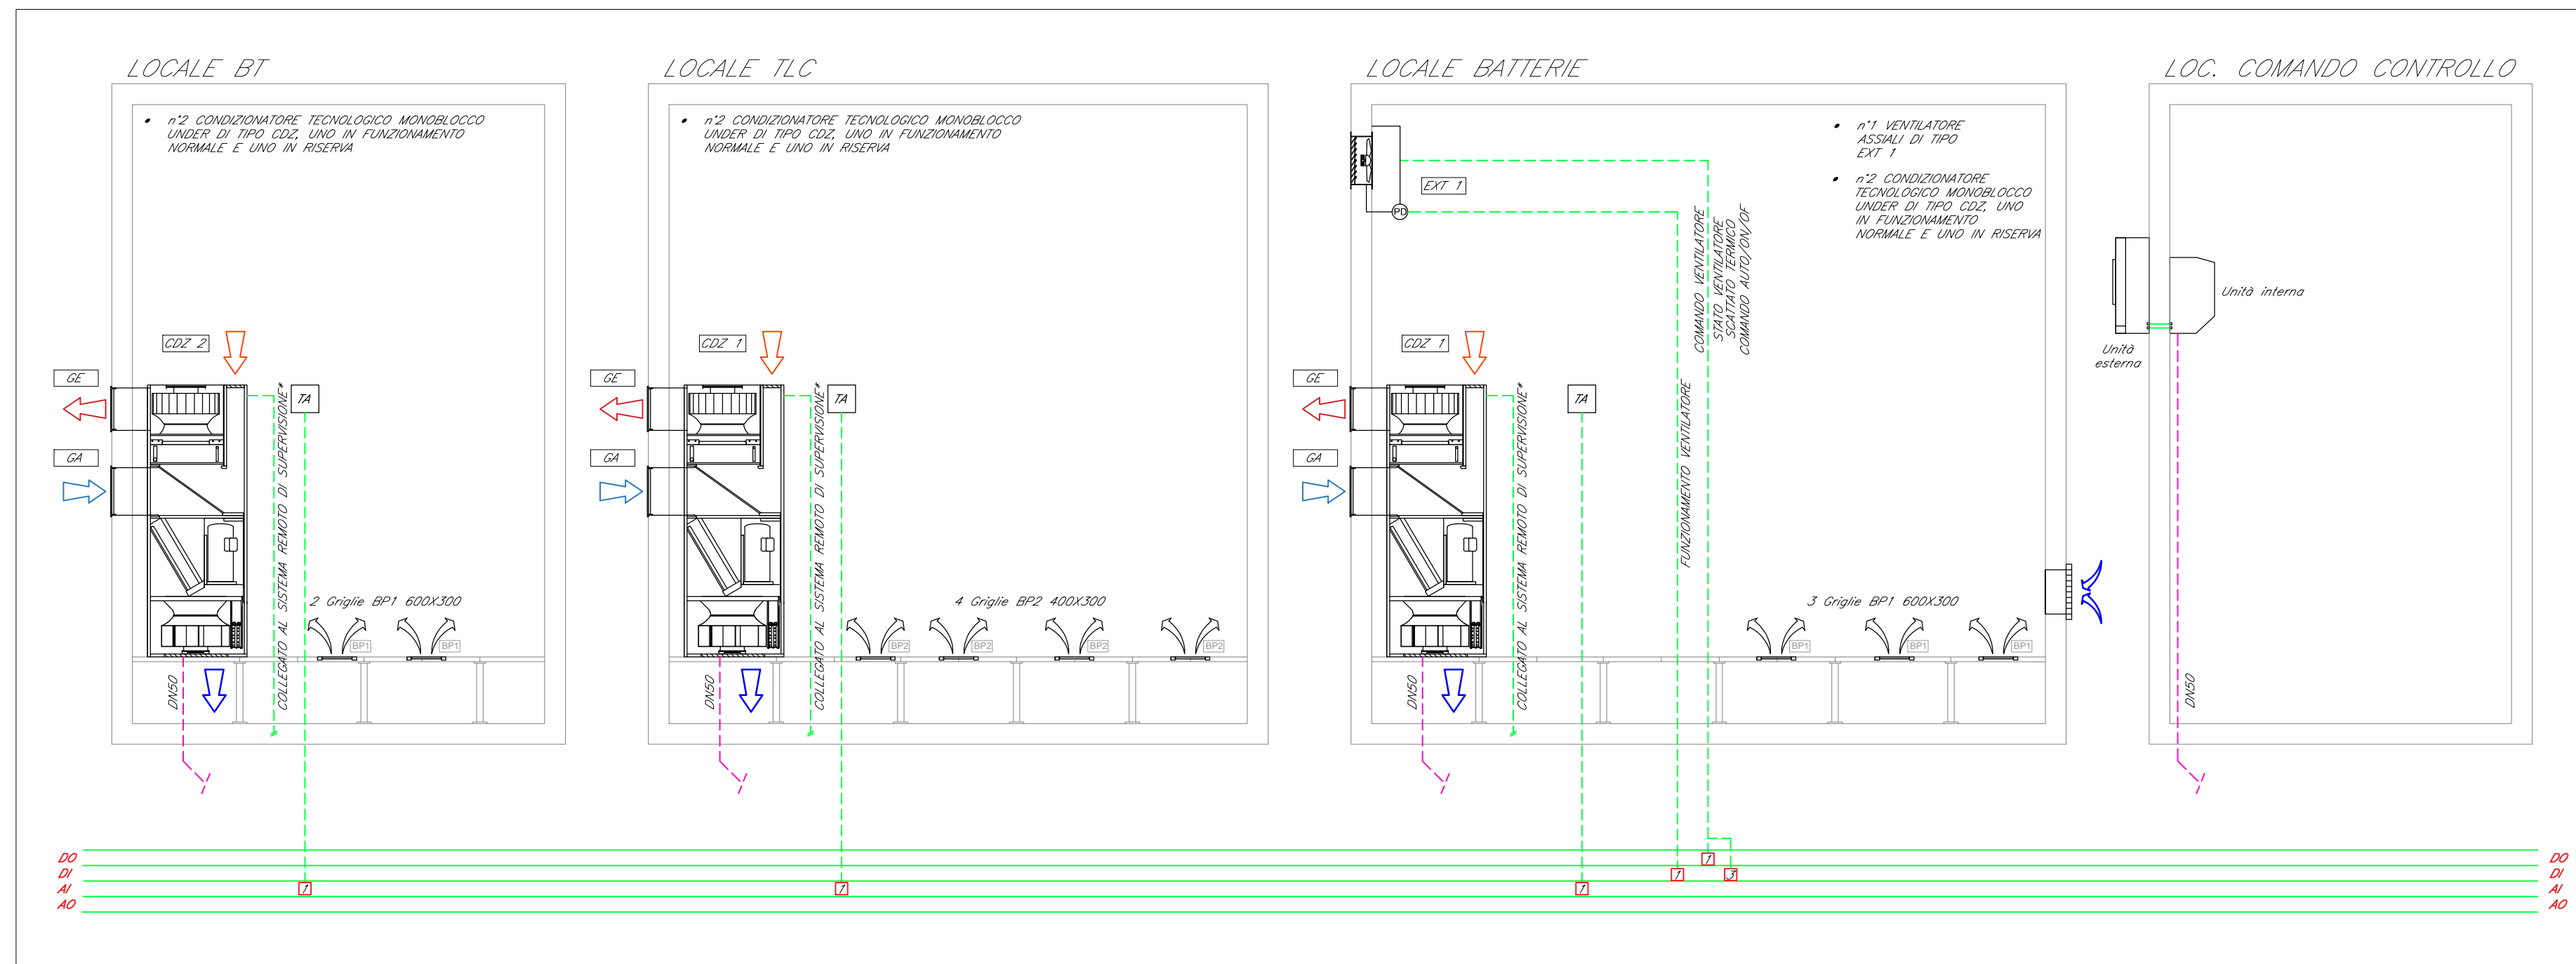 LOCALE BT
• n°2 CONDIZIONATORE TECNOLOGICO MONOBLOCCO
UNDER DI TIPO CDZ, UNO IN FUNZIONAMENTO
NORMALE E UNO IN RISERVA
CDZ 2
GE
GA
TA
COLLEGATO AL SISTEMA REMOTO DI SUPERVISIONE*
2 Griglie BP1 600X300
BP1
BP1
DN50
LOCALE TLC
• n°2 CONDIZIONATORE TECNOLOGICO MONOBLOCCO
UNDER DI TIPO CDZ, UNO IN FUNZIONAMENTO
NORMALE E UNO IN RISERVA
CDZ 1
GE
GA
TA
COLLEGATO AL SISTEMA REMOTO DI SUPERVISIONE*
4 Griglie BP2 400X300
BP2
BP2
BP2
BP2
DN50
LOCALE BATTERIE
• n°1 VENTILATORE
ASSIALI DI TIPO
EXT 1
• n°2 CONDIZIONATORE
TECNOLOGICO MONOBLOCCO
UNDER DI TIPO CDZ, UNO
IN FUNZIONAMENTO
NORMALE E UNO IN RISERVA
EXT 1
PD
COMANDO VENTILATORE
STATO VENTILATORE
SCATTATO TERMICO
COMANDO AUTO/ON/OF
FUNZIONAMENTO VENTILATORE
CDZ 1
GE
GA
TA
COLLEGATO AL SISTEMA REMOTO DI SUPERVISIONE*
3 Griglie BP1 600X300
BP1
BP1
BP1
DN50
LOC. COMANDO CONTROLLO
Unità interna
Unità
esterna
DN50
DO
1
DO
DI
1
3
DI
AI
1
1
1
AI
AO
AO